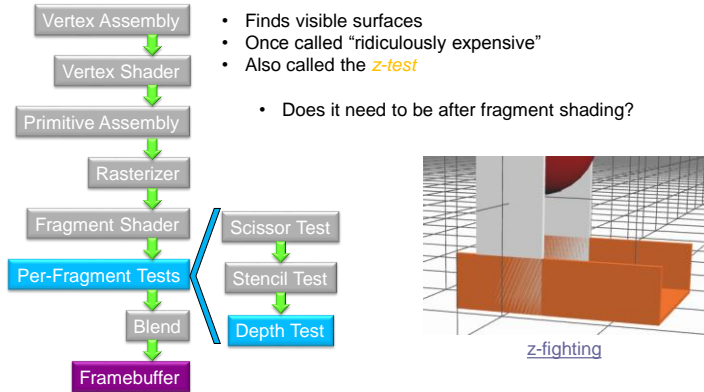 Vertex Assembly
Vertex Shader
Primitive Assembly
Rasterizer
Fragment Shader
Per-Fragment Tests
Blend
Framebuffer
Scissor Test
Stencil Test
Depth Test
• Finds visible surfaces
• Once called “ridiculously expensive”
• Also called the z-test
• Does it need to be after fragment shading?
z-fighting